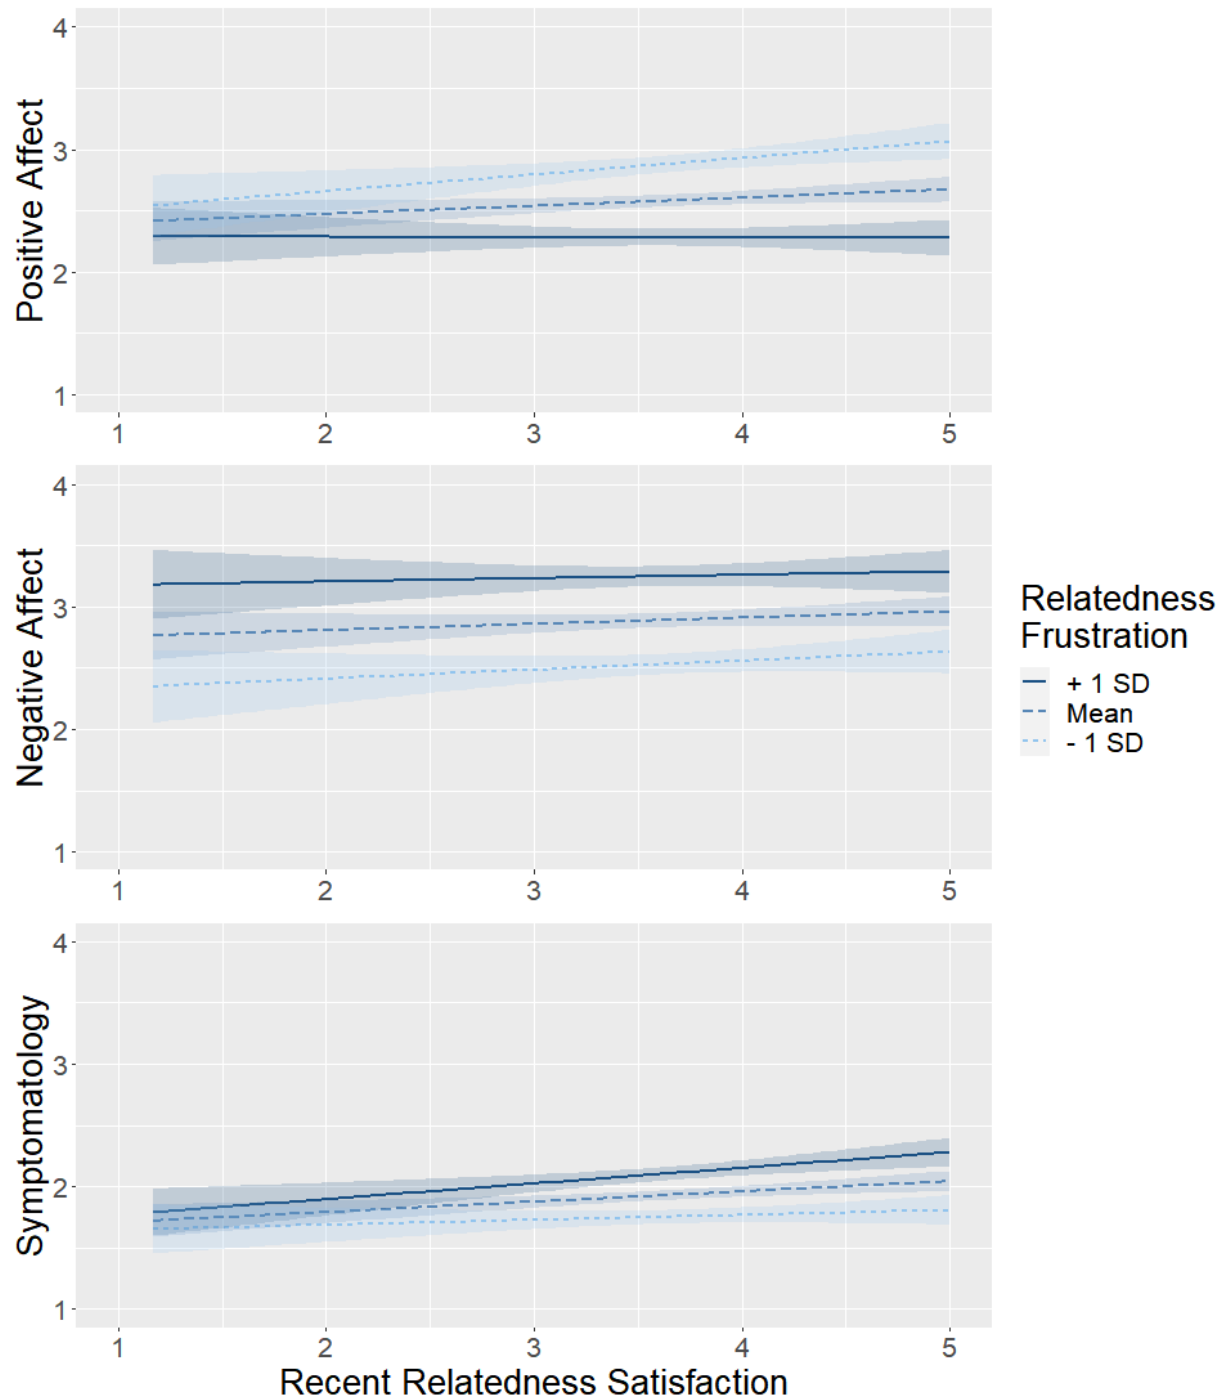 4
3
2
1
Positive Affect
1 2 3 4 5
4
3
2
1
Negative Affect
1 2 3 4 5
Relatedness
Frustration
+ 1 SD
Mean
- 1 SD
4
3
2
1
Symptomatology
1 2 3 4 5
Recent Relatedness Satisfaction